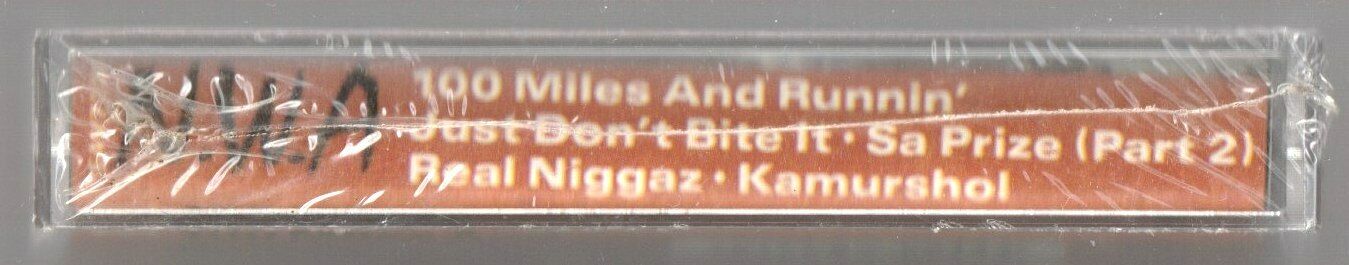 N.W.A
100 Miles And Runnin'
Just Don't Bite It · Sa Prize (Part 2)
Real Niggaz · Kamurshol